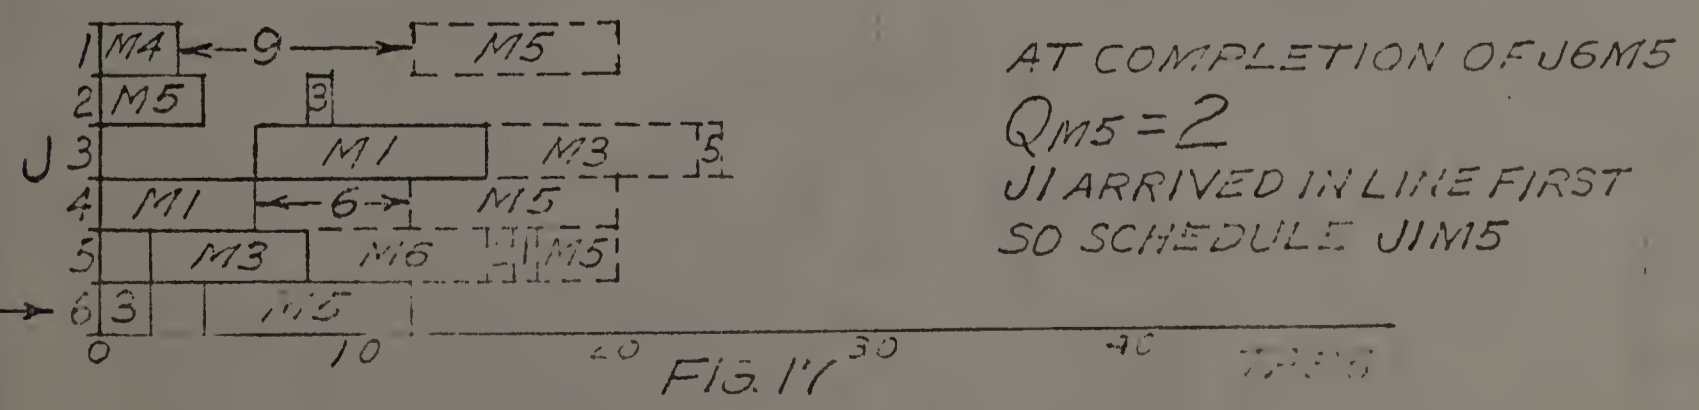 1 M4 9 M5
2 M5 3
J 3 M1 M3 5
4 M1 6 M5
5 M3 M6 1 M5
6 3 M5
0 10 20 30 40
FIG. 17
AT COMPLETION OF J6M5
QM5 = 2
J1 ARRIVED IN LINE FIRST
SO SCHEDULE J1M5